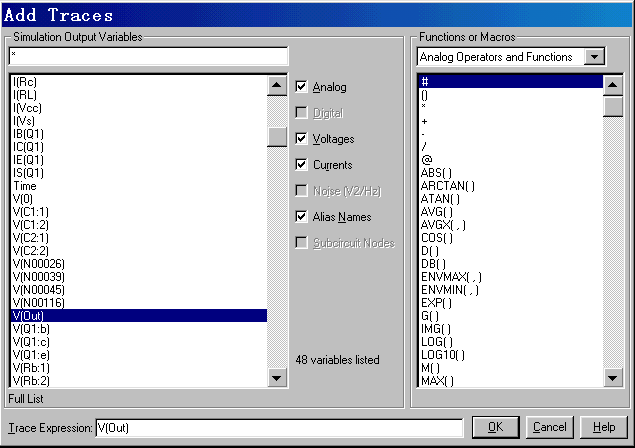 Add Traces
Simulation Output Variables
*
I(Rc)
I(RL)
I(Vcc)
I(Vs)
IB(Q1)
IC(Q1)
IE(Q1)
IS(Q1)
Time
V(0)
V(C1:1)
V(C1:2)
V(C2:1)
V(C2:2)
V(N00026)
V(N00039)
V(N00045)
V(N00116)
V(Out)
V(Q1:b)
V(Q1:c)
V(Q1:e)
V(Rb:1)
V(Rb:2)
Full List
Analog
Digital
Voltages
Currents
Noise (V2/Hz)
Alias Names
Subcircuit Nodes
48 variables listed
Functions or Macros
Analog Operators and Functions
#
()
*
+
-
/
@
ABS( )
ARCTAN( )
ATAN( )
AVG( )
AVGX( , )
COS( )
D( )
DB( )
ENVMAX( , )
ENVMIN( , )
EXP( )
G( )
IMG( )
LOG( )
LOG10( )
M( )
MAX( )
Trace Expression: V(Out)
OK Cancel Help